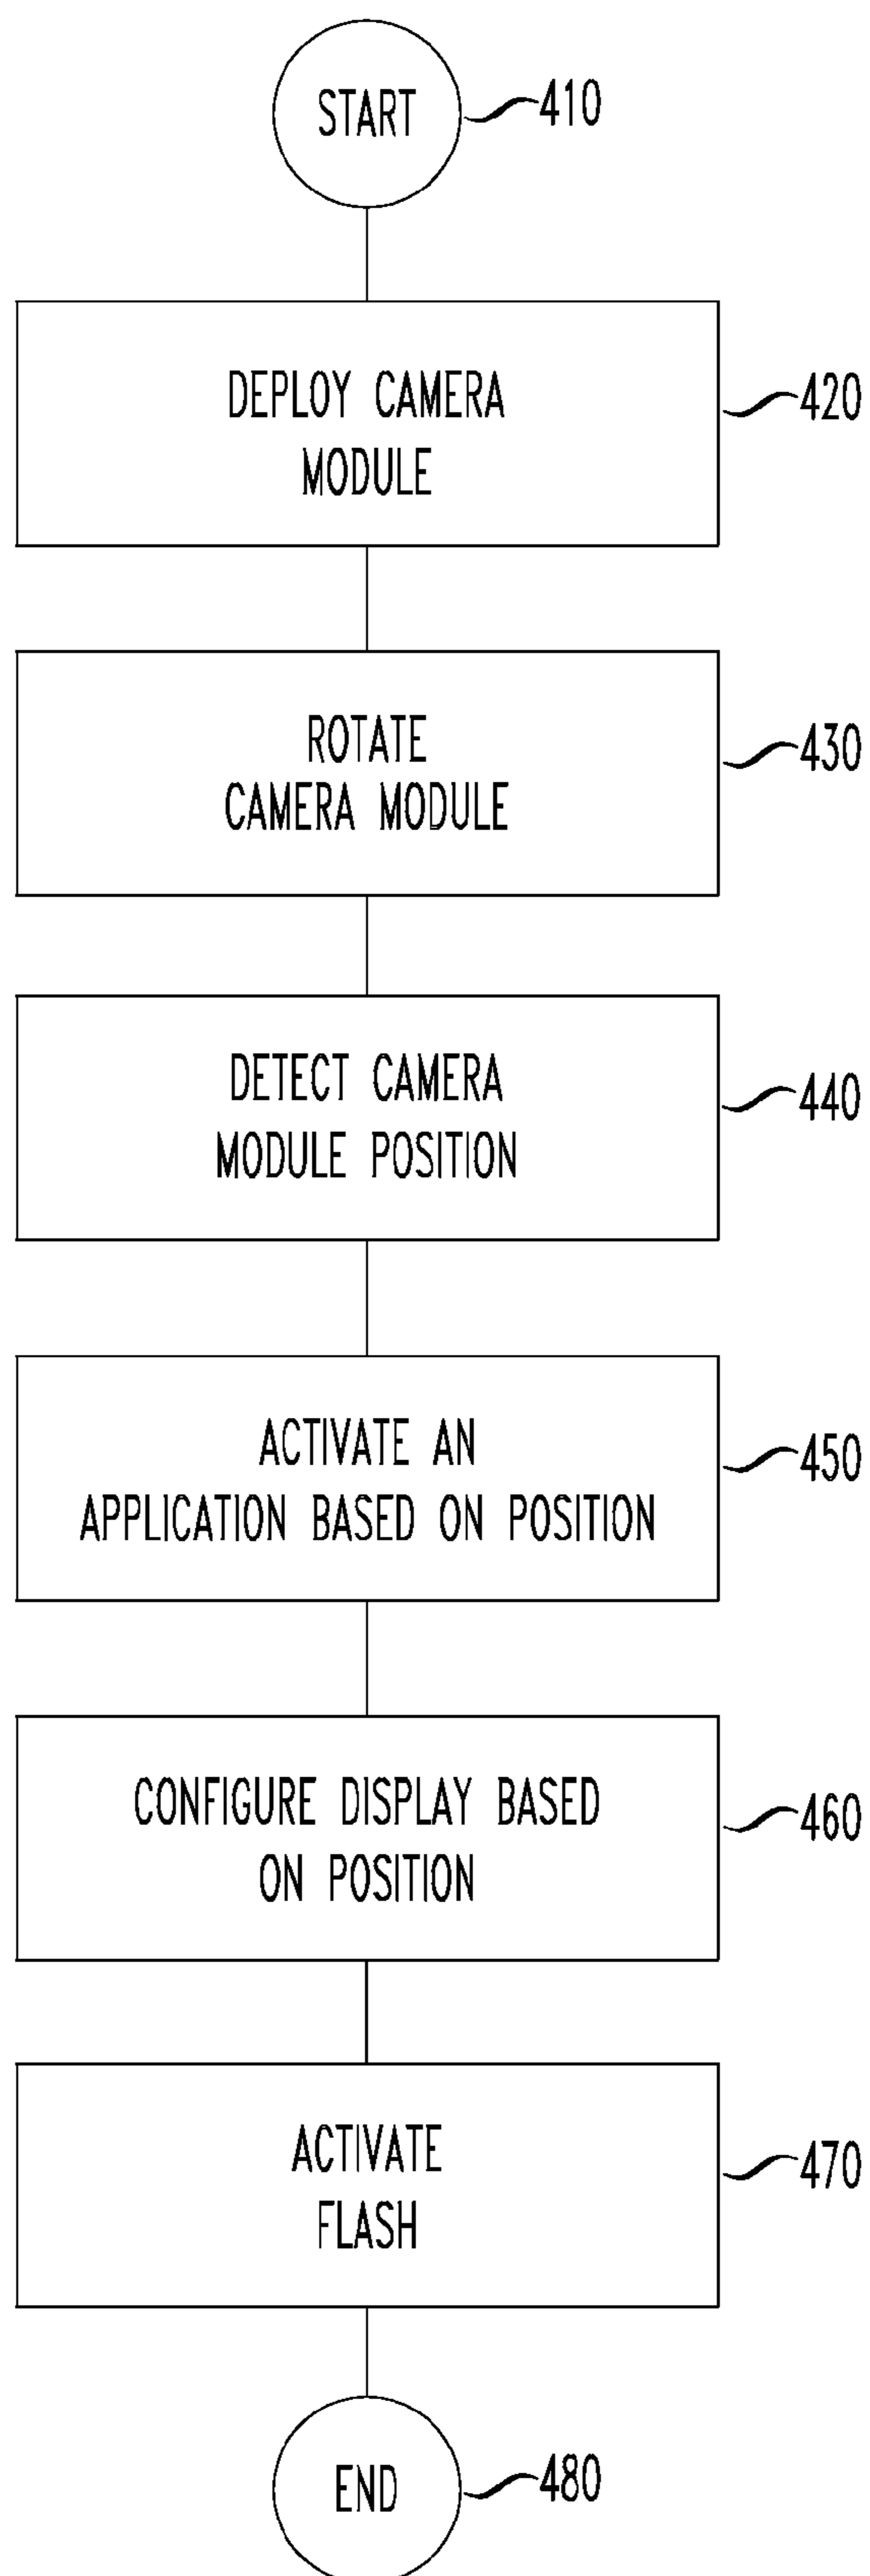 START
410
DEPLOY CAMERA
MODULE
420
ROTATE
CAMERA MODULE
430
DETECT CAMERA
MODULE POSITION
440
ACTIVATE AN
APPLICATION BASED ON POSITION
450
CONFIGURE DISPLAY BASED
ON POSITION
460
ACTIVATE
FLASH
470
END
480